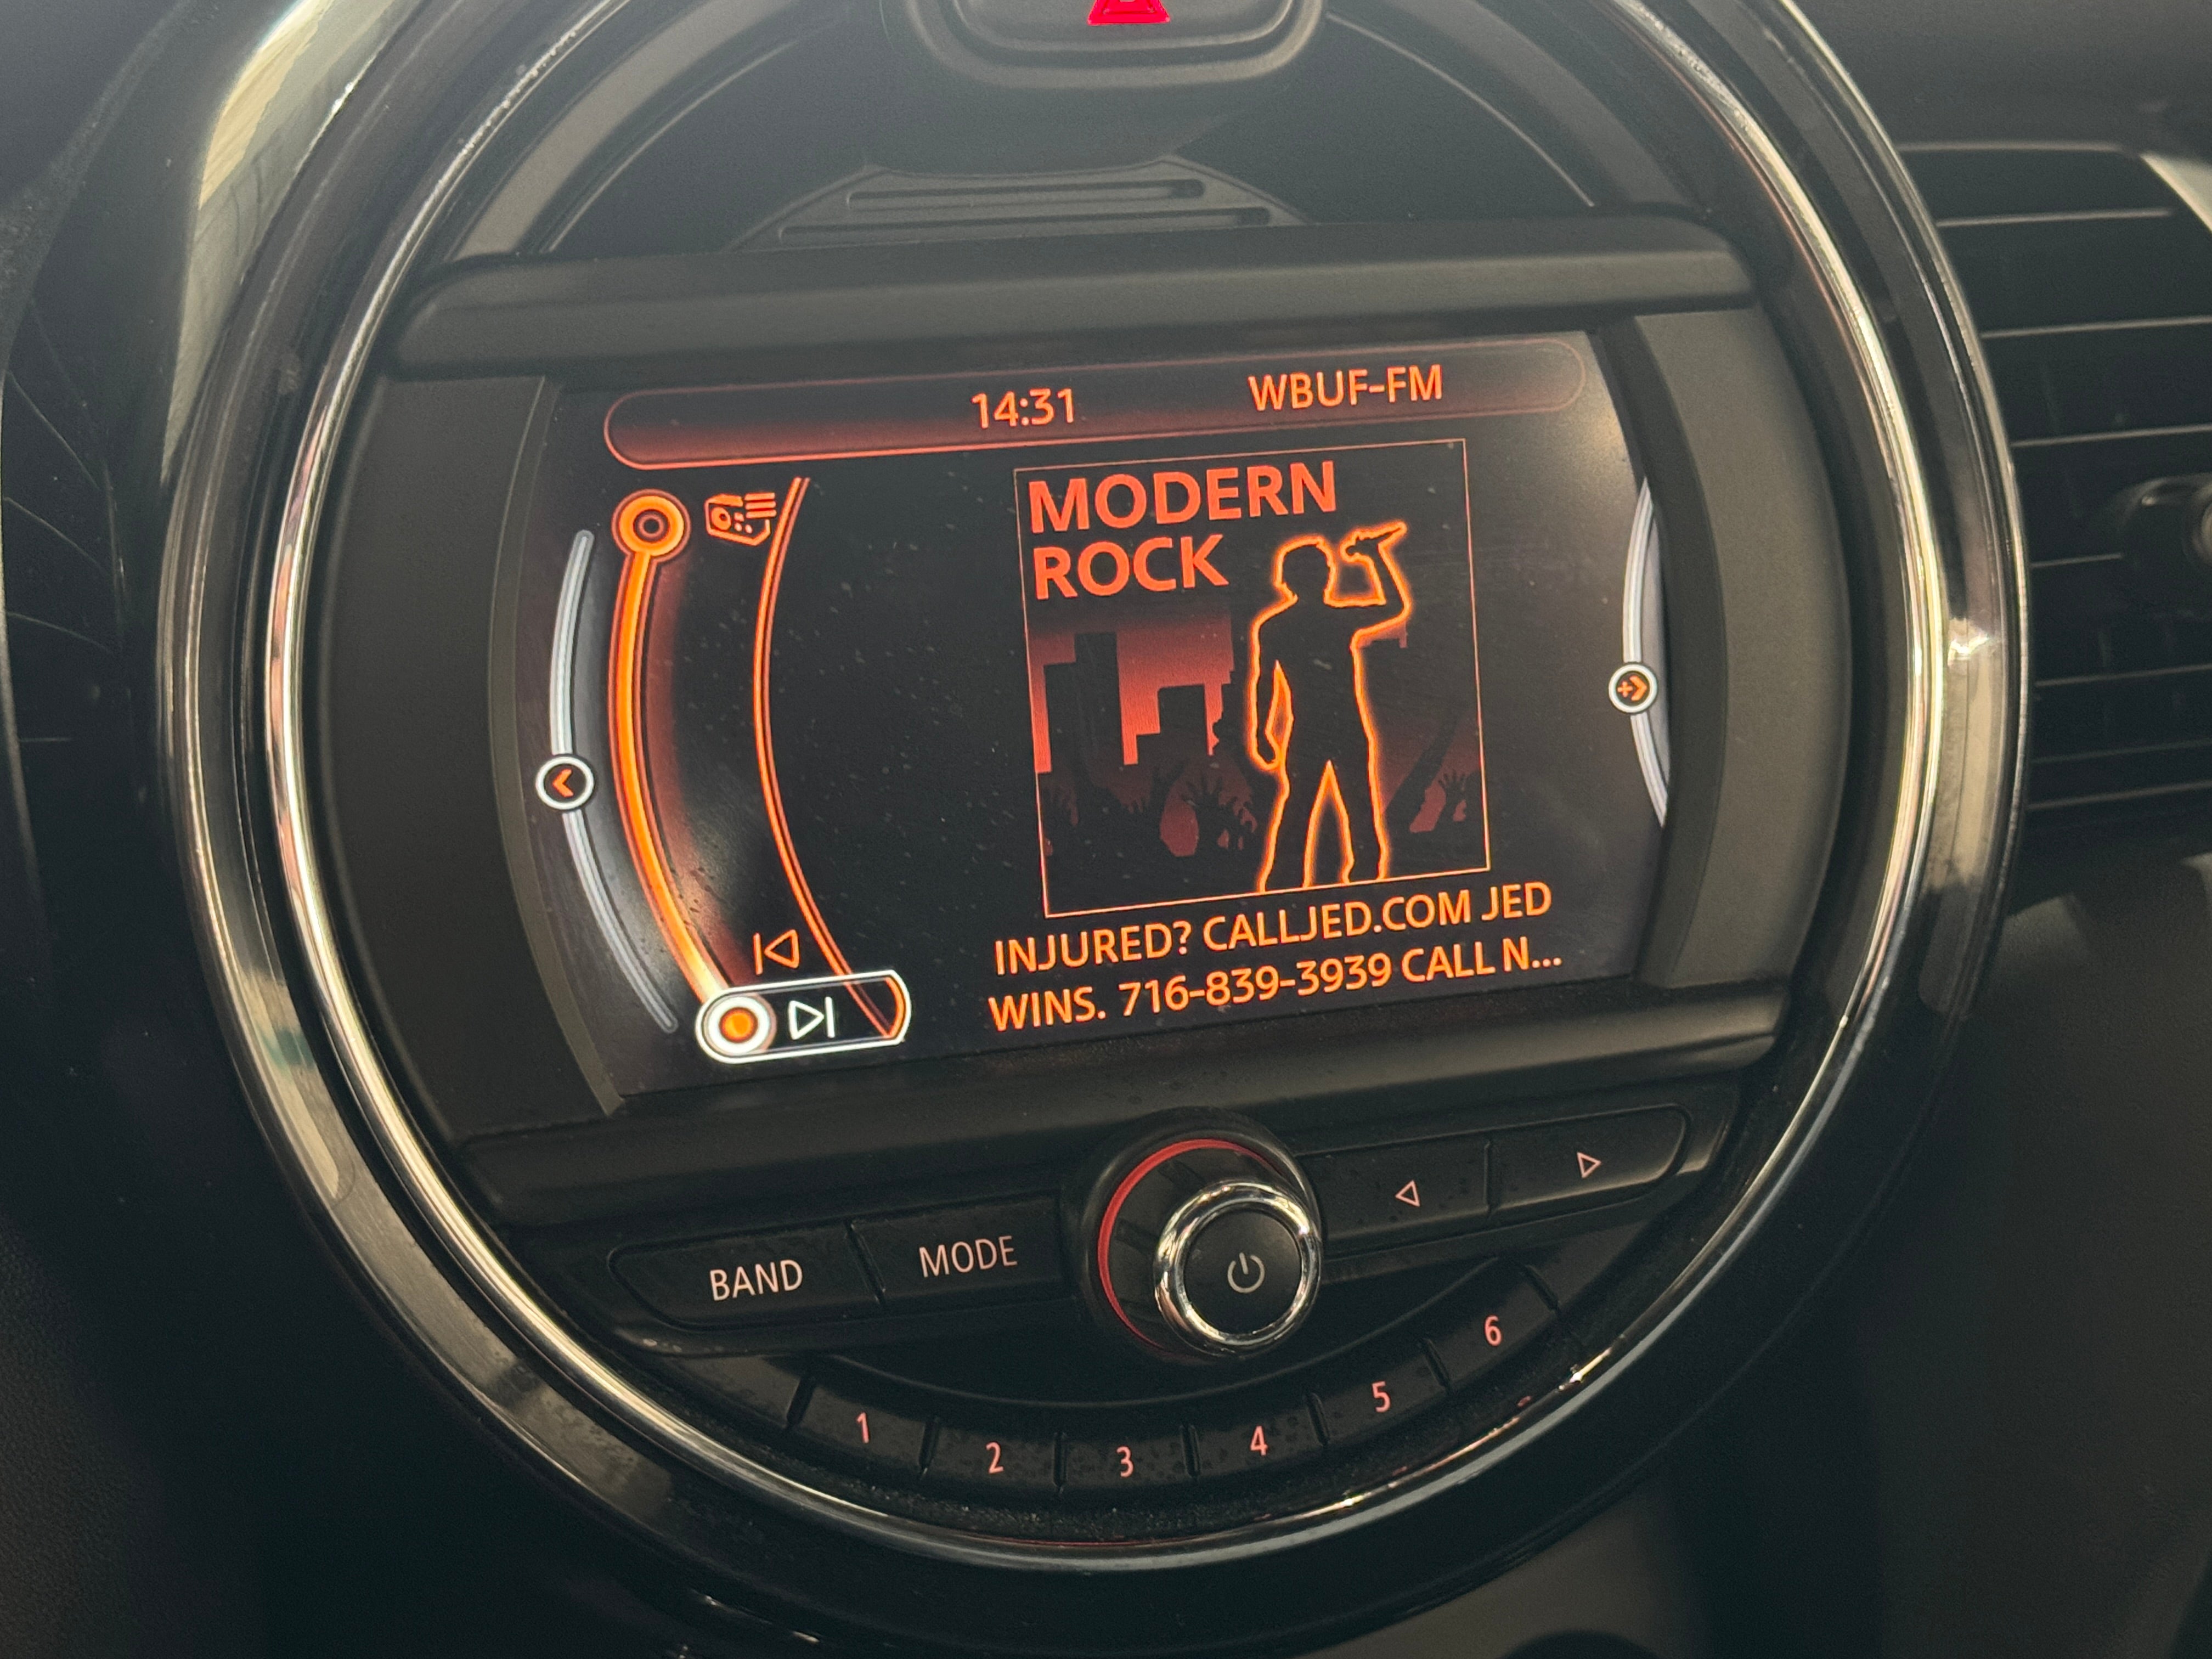 14:31 WBUF-FM
MODERN
ROCK
INJURED? CALLJED.COM JED
WINS. 716-839-3939 CALL N...
BAND MODE
1 2 3 4 5 6